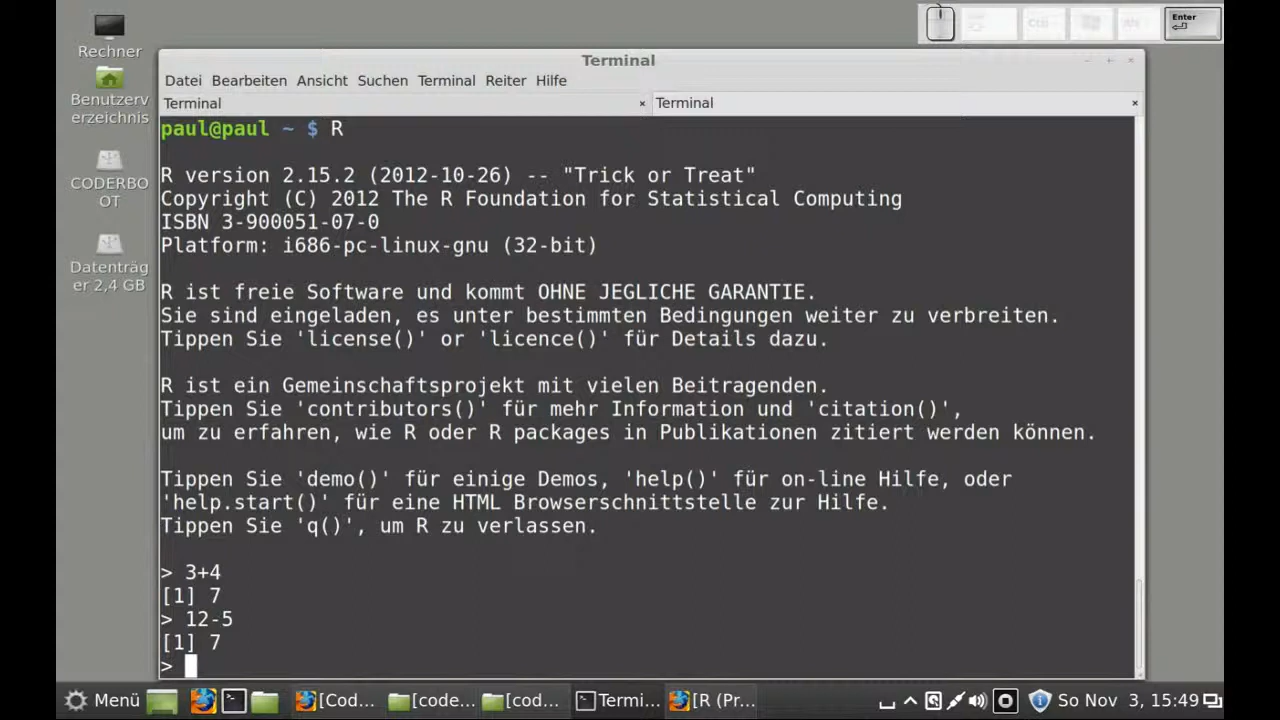 Enter
Rechner
Benutzerv
erzeichnis
CODERBO
OT
Datenträg
er 2,4 GB
Terminal
Datei Bearbeiten Ansicht Suchen Terminal Reiter Hilfe
Terminal × Terminal ×
paul@paul ~ $ R
R version 2.15.2 (2012-10-26) -- "Trick or Treat"
Copyright (C) 2012 The R Foundation for Statistical Computing
ISBN 3-900051-07-0
Platform: i686-pc-linux-gnu (32-bit)
R ist freie Software und kommt OHNE JEGLICHE GARANTIE.
Sie sind eingeladen, es unter bestimmten Bedingungen weiter zu verbreiten.
Tippen Sie 'license()' or 'licence()' für Details dazu.
R ist ein Gemeinschaftsprojekt mit vielen Beitragenden.
Tippen Sie 'contributors()' für mehr Information und 'citation()',
um zu erfahren, wie R oder R packages in Publikationen zitiert werden können.
Tippen Sie 'demo()' für einige Demos, 'help()' für on-line Hilfe, oder
'help.start()' für eine HTML Browserschnittstelle zur Hilfe.
Tippen Sie 'q()', um R zu verlassen.
> 3+4
[1] 7
> 12-5
[1] 7
>
Menü [Cod... [code... [cod... Termi... [R (Pr... So Nov 3, 15:49